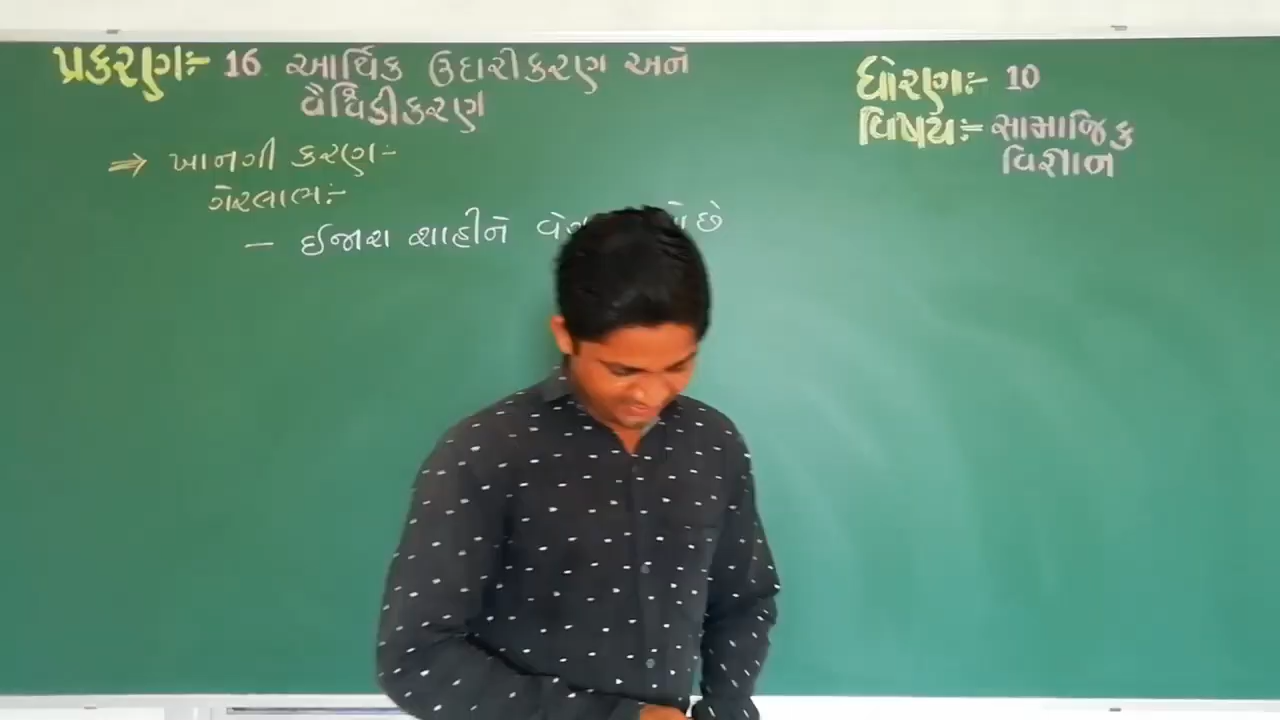 પ્રકરણ:- 16 આર્થિક ઉદારીકરણ અને
વૈશ્વિકીકરણ
ધોરણ:- 10
વિષય:- સામાજિક
વિજ્ઞાન
⇒ ખાનગી કરણ:-
ગેરલાભ:-
- ઈજારા શાહીને છે